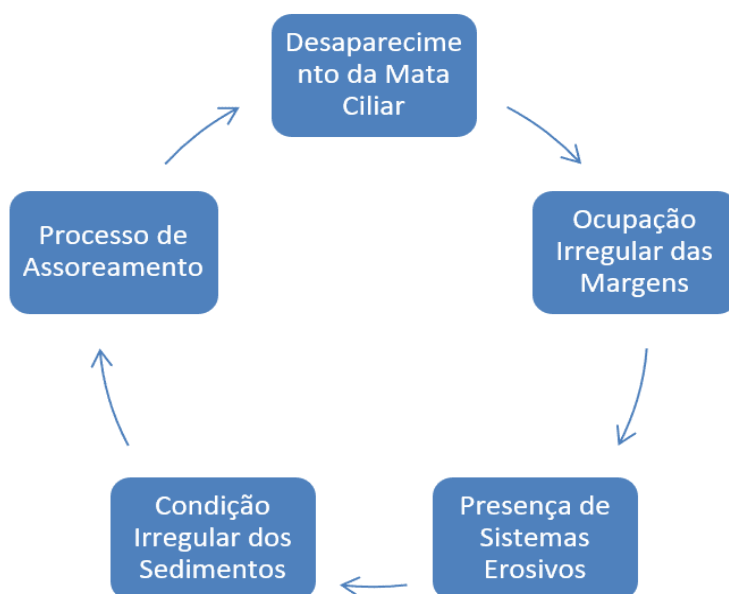 Desaparecime
nto da Mata
Ciliar
Ocupação
Irregular das
Margens
Presença de
Sistemas
Erosivos
Condição
Irregular dos
Sedimentos
Processo de
Assoreamento